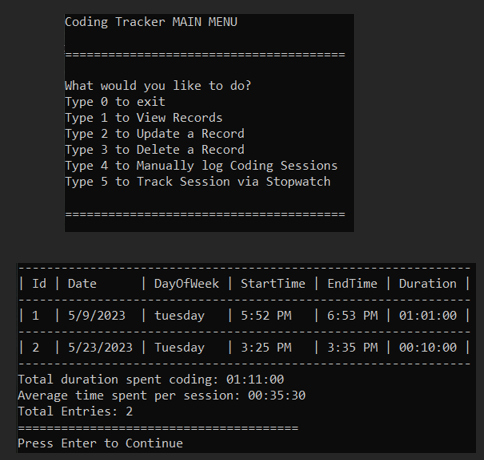 Coding Tracker MAIN MENU
=======================================
What would you like to do?
Type 0 to exit
Type 1 to View Records
Type 2 to Update a Record
Type 3 to Delete a Record
Type 4 to Manually log Coding Sessions
Type 5 to Track Session via Stopwatch
=======================================
---------------------------------------------------------------
| Id | Date      | DayOfWeek | StartTime | EndTime | Duration |
---------------------------------------------------------------
| 1  | 5/9/2023  | tuesday   | 5:52 PM   | 6:53 PM | 01:01:00 |
---------------------------------------------------------------
| 2  | 5/23/2023 | Tuesday   | 3:25 PM   | 3:35 PM | 00:10:00 |
---------------------------------------------------------------
Total duration spent coding: 01:11:00
Average time spent per session: 00:35:30
Total Entries: 2
=======================================
Press Enter to Continue